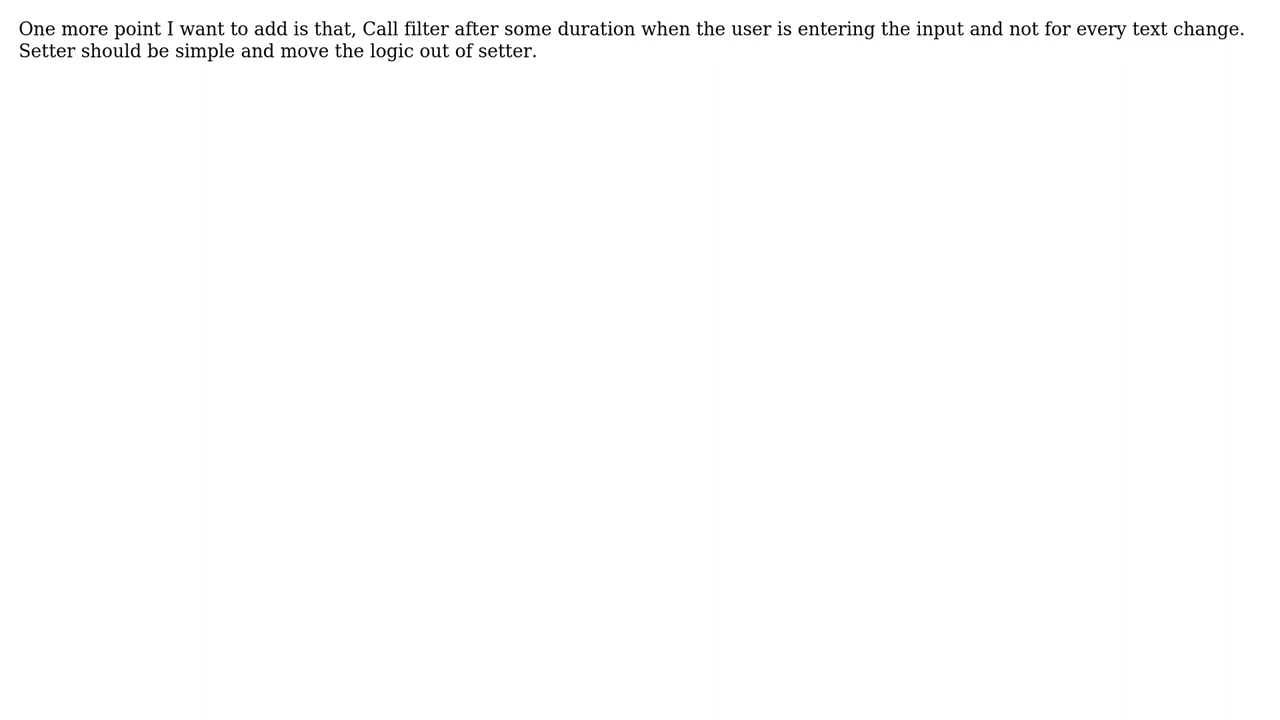 One more point I want to add is that, Call filter after some duration when the user is entering the input and not for every text change.
Setter should be simple and move the logic out of setter.